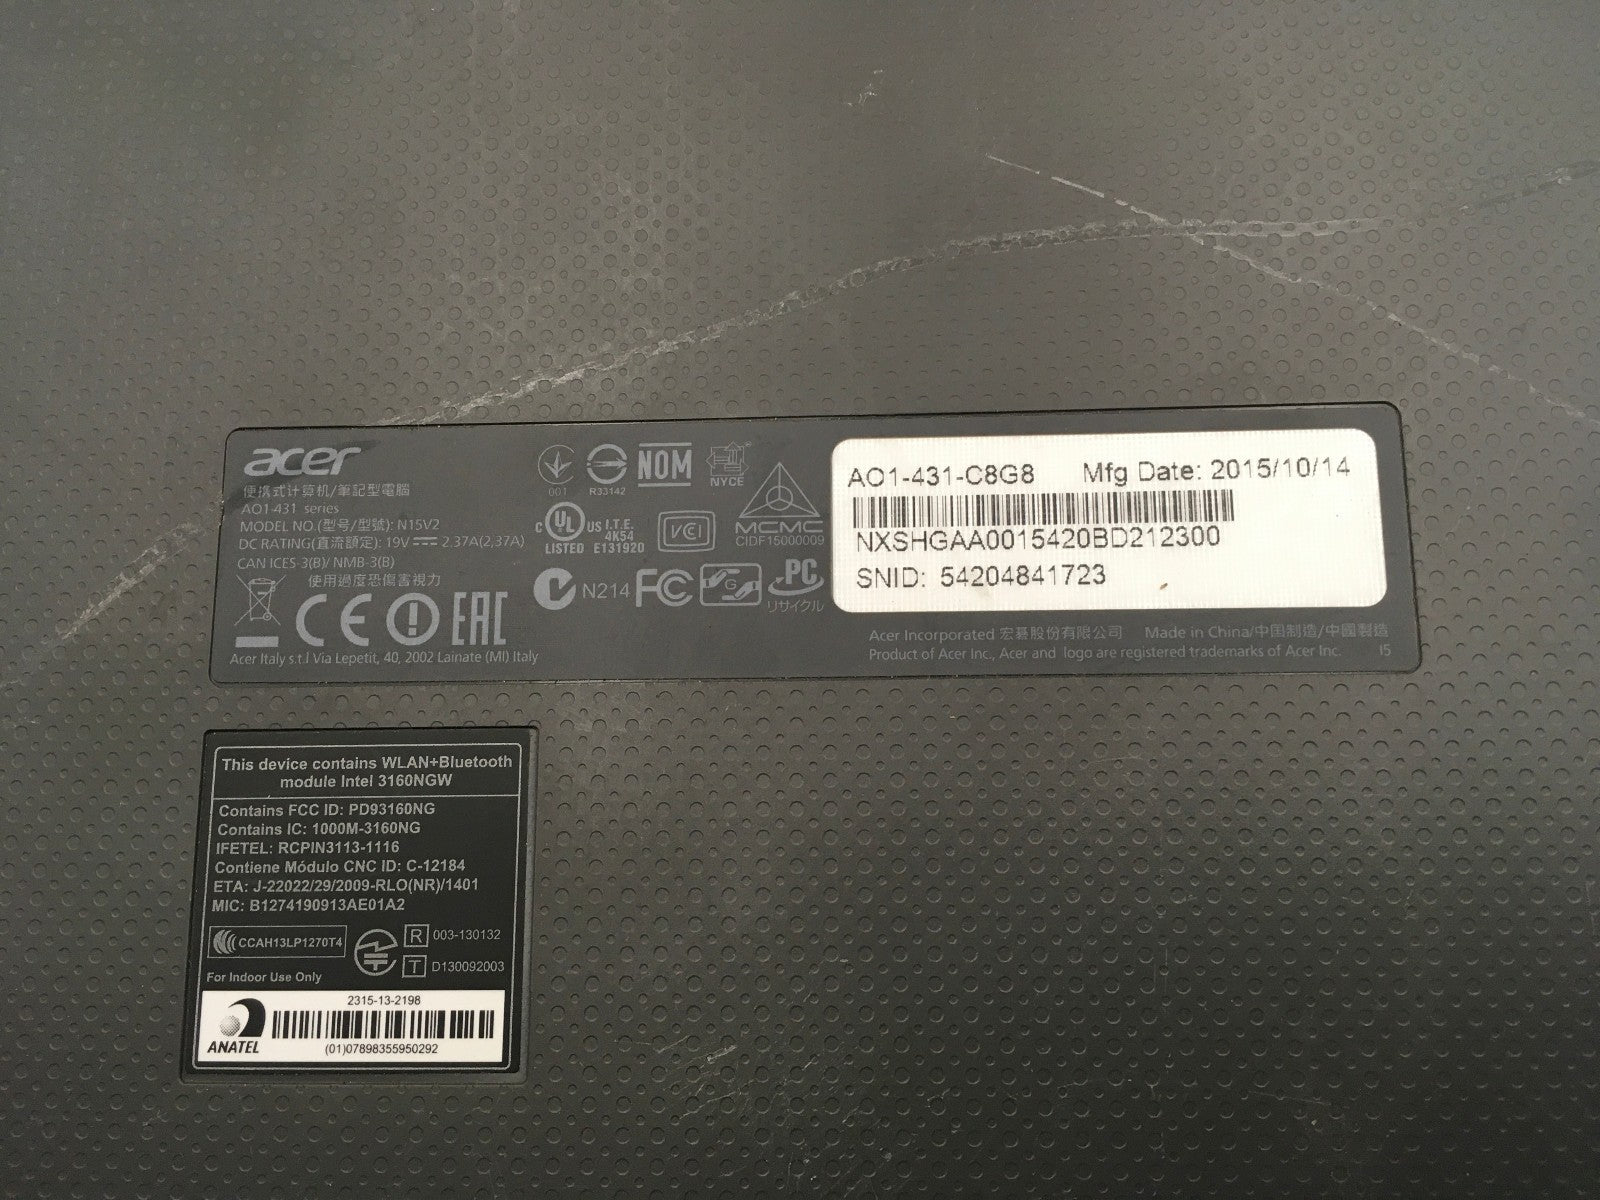 acer
便携式计算机/筆記型電腦
AO1-431 series
MODEL NO.(型号/型號): N15V2
DC RATING(直流額定): 19V⎓2.37A(2,37A)
CAN ICES-3(B)/ NMB-3(B)
使用過度恐傷害視力
CE EAC
Acer Italy s.t.l Via Lepetit, 40, 2002 Lainate (MI) Italy
001
R33142
NOM
NYCE
C UL US I.T.E.
4K54
LISTED E131920
VCCI
MCMC
CIDF15000009
N214 FC G PC
リサイクル
AO1-431-C8G8 Mfg Date: 2015/10/14
NXSHGAA0015420BD212300
SNID: 54204841723
Acer Incorporated 宏碁股份有限公司 Made in China/中国制造/中國製造
Product of Acer Inc., Acer and logo are registered trademarks of Acer Inc. I5
This device contains WLAN+Bluetooth
module Intel 3160NGW
Contains FCC ID: PD93160NG
Contains IC: 1000M-3160NG
IFETEL: RCPIN3113-1116
Contiene Módulo CNC ID: C-12184
ETA: J-22022/29/2009-RLO(NR)/1401
MIC: B1274190913AE01A2
CCAH13LP1270T4
R 003-130132
T D130092003
For Indoor Use Only
2315-13-2198
ANATEL
(01)07898355950292